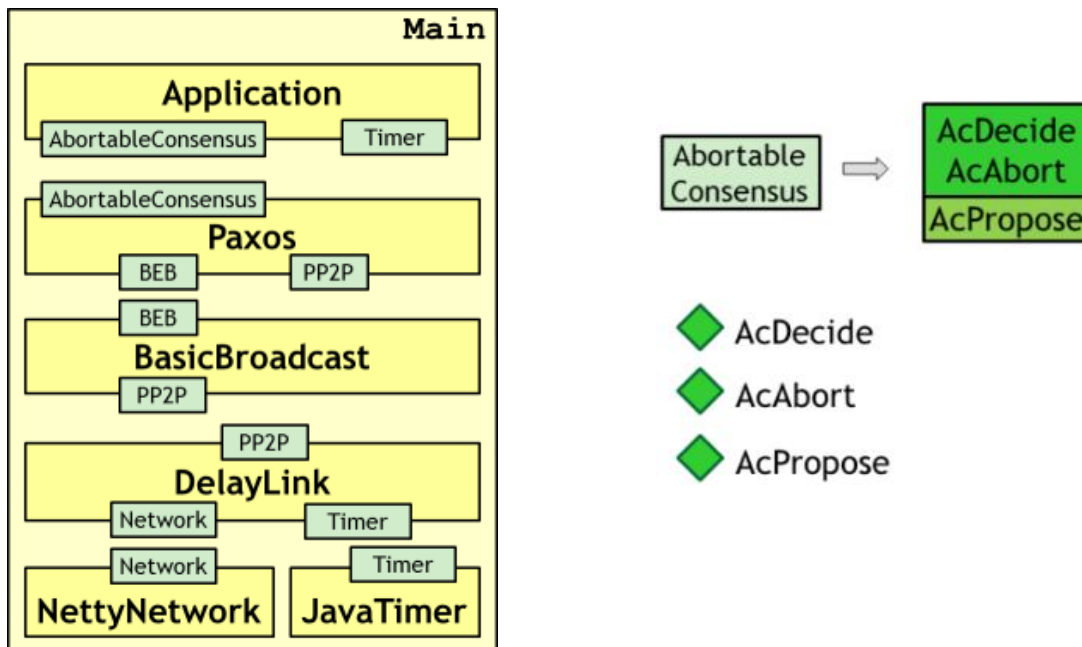 Main
Application
AbortableConsensus
Timer
AbortableConsensus
Paxos
BEB
PP2P
BEB
BasicBroadcast
PP2P
PP2P
DelayLink
Network
Timer
Network
Timer
NettyNetwork
JavaTimer
Abortable
Consensus
AcDecide
AcAbort
AcPropose
AcDecide
AcAbort
AcPropose